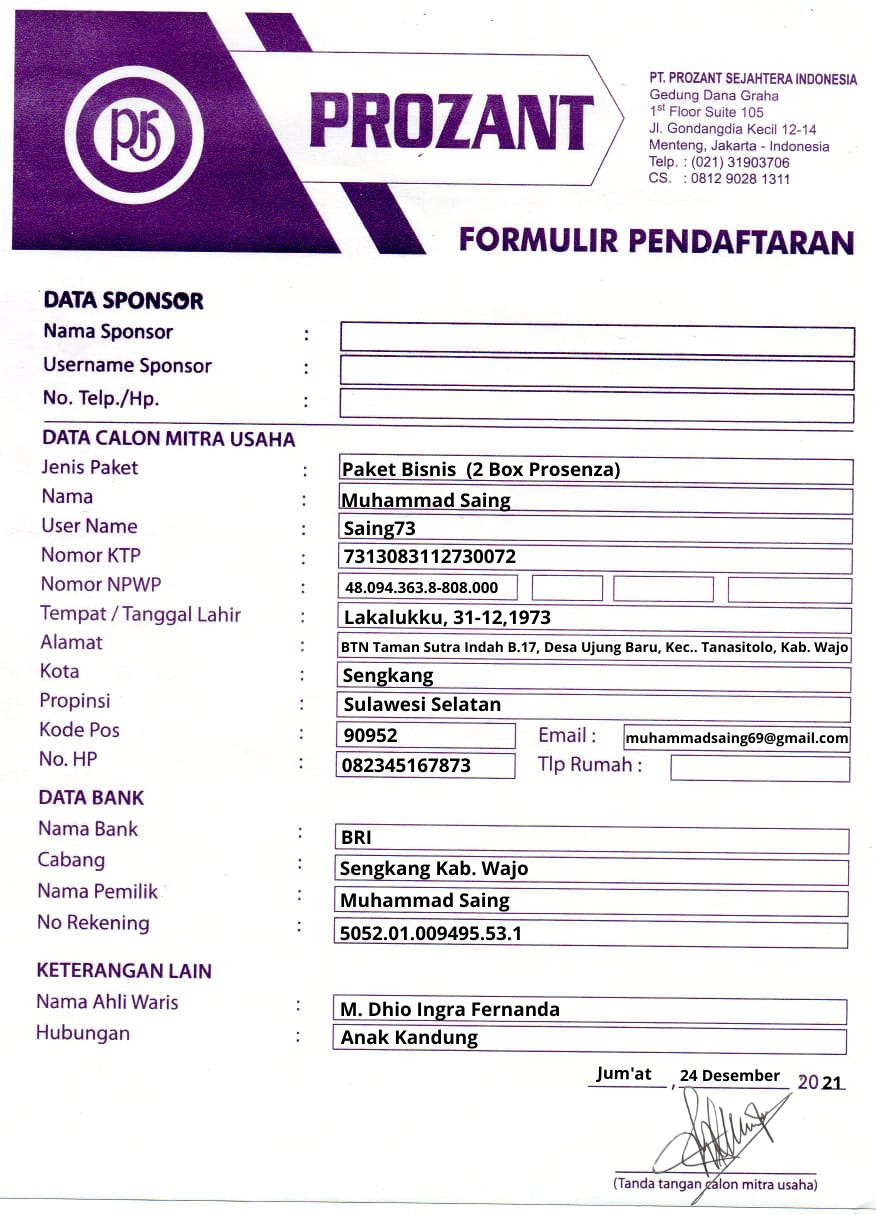 PROZANT
PT. PROZANT SEJAHTERA INDONESIA
Gedung Dana Graha
1st Floor Suite 105
Jl. Gondangdia Kecil 12-14
Menteng, Jakarta - Indonesia
Telp. : (021) 31903706
CS. : 0812 9028 1311
FORMULIR PENDAFTARAN
DATA SPONSOR
Nama Sponsor :
Username Sponsor :
No. Telp./Hp. :
DATA CALON MITRA USAHA
Jenis Paket : Paket Bisnis (2 Box Prosenza)
Nama : Muhammad Saing
User Name : Saing73
Nomor KTP : 7313083112730072
Nomor NPWP : 48.094.363.8-808.000
Tempat / Tanggal Lahir : Lakalukku, 31-12,1973
Alamat : BTN Taman Sutra Indah B.17, Desa Ujung Baru, Kec.. Tanasitolo, Kab. Wajo
Kota : Sengkang
Propinsi : Sulawesi Selatan
Kode Pos : 90952 Email : muhammadsaing69@gmail.com
No. HP : 082345167873 Tlp Rumah :
DATA BANK
Nama Bank : BRI
Cabang : Sengkang Kab. Wajo
Nama Pemilik : Muhammad Saing
No Rekening : 5052.01.009495.53.1
KETERANGAN LAIN
Nama Ahli Waris : M. Dhio Ingra Fernanda
Hubungan : Anak Kandung
Jum'at , 24 Desember 2021
(Tanda tangan calon mitra usaha)